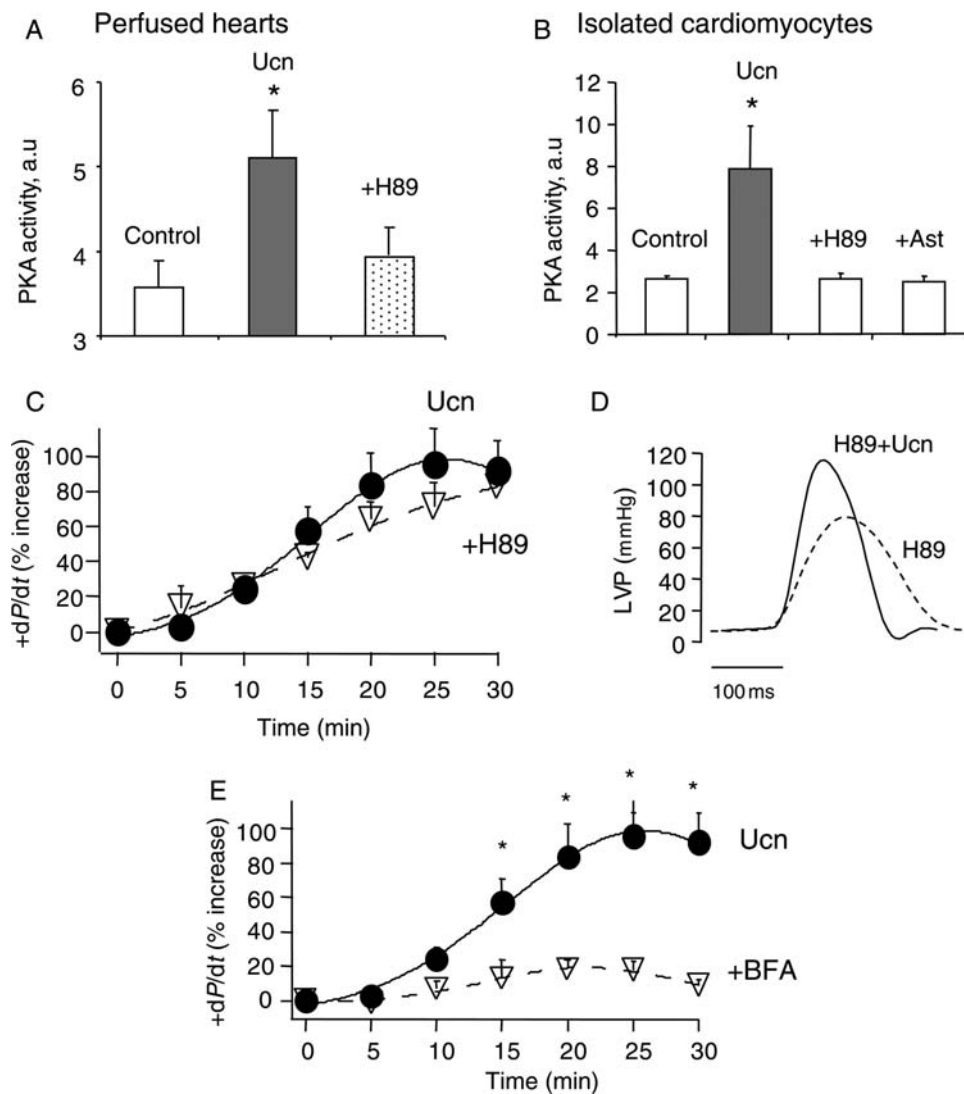 A Perfused hearts
PKA activity, a.u
6
5
4
3
Control
Ucn
*
+H89
B Isolated cardiomyocytes
PKA activity, a.u
12
10
8
6
4
2
0
Control
Ucn
*
+H89
+Ast
C
+dP/dt (% increase)
100
80
60
40
20
0
Ucn
+H89
0 5 10 15 20 25 30
Time (min)
D
LVP (mmHg)
120
100
80
60
40
20
0
H89+Ucn
H89
100 ms
E
+dP/dt (% increase)
100
80
60
40
20
0
* * * *
Ucn
+BFA
0 5 10 15 20 25 30
Time (min)